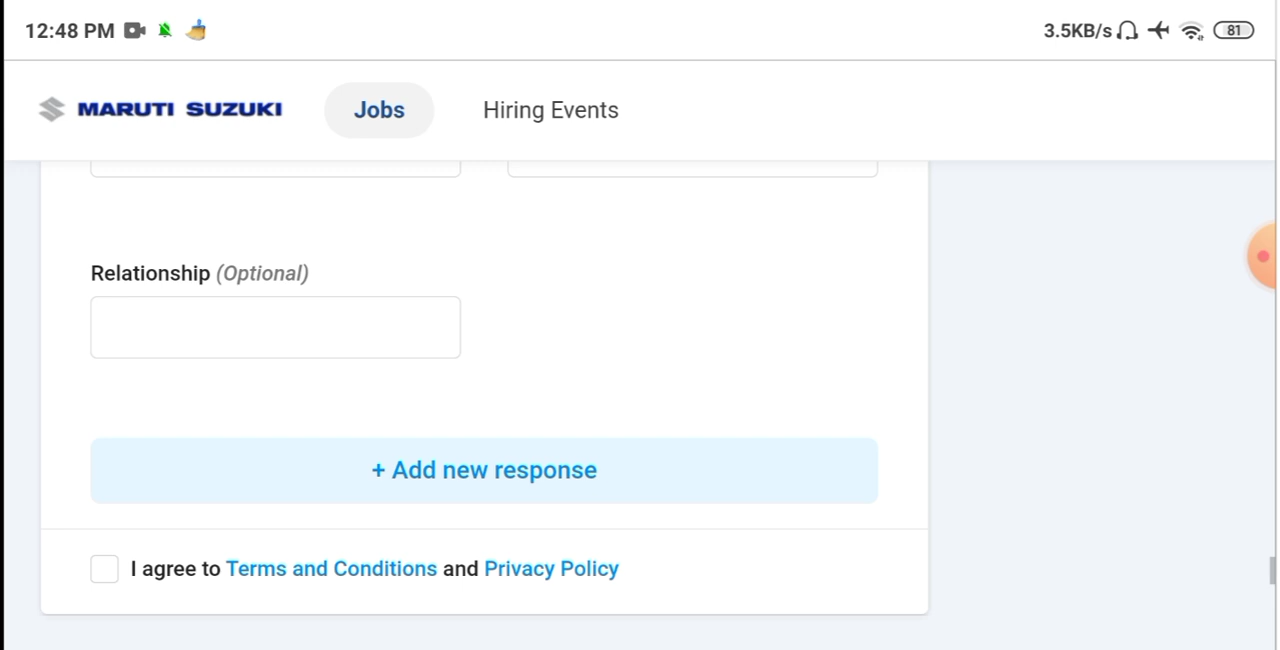 12:48 PM 3.5KB/s 81
MARUTI SUZUKI Jobs Hiring Events
Relationship (Optional)
+ Add new response
I agree to Terms and Conditions and Privacy Policy